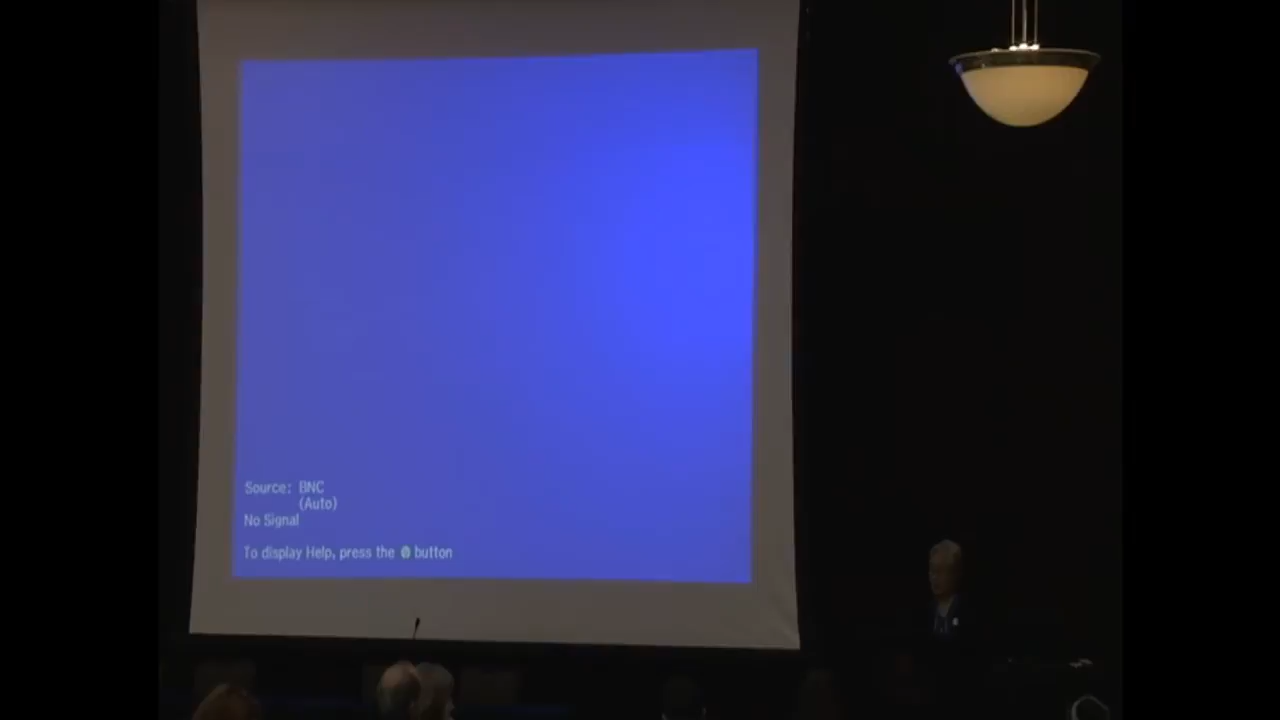 Source: BNC
(Auto)
No Signal
To display Help, press the button